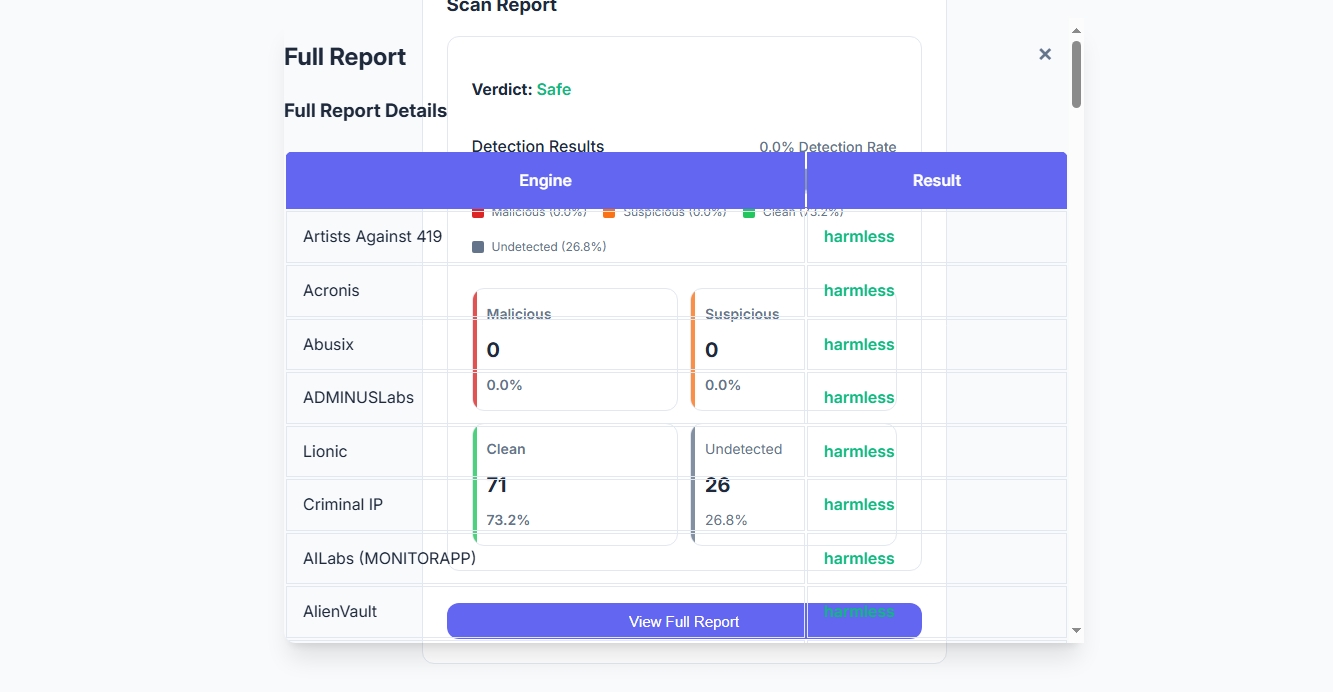 Scan Report
Full Report
×
Verdict: Safe
Full Report Details
Detection Results
0.0% Detection Rate
Engine Result
Malicious (0.0%) Suspicious (0.0%) Clean (73.2%)
Artists Against 419 harmless
Undetected (26.8%)
Acronis harmless
Malicious Suspicious
Abusix harmless
0 0
0.0% 0.0%
ADMINUSLabs harmless
Lionic harmless
Clean Undetected
71 26
Criminal IP harmless
73.2% 26.8%
AILabs (MONITORAPP) harmless
AlienVault harmless
View Full Report